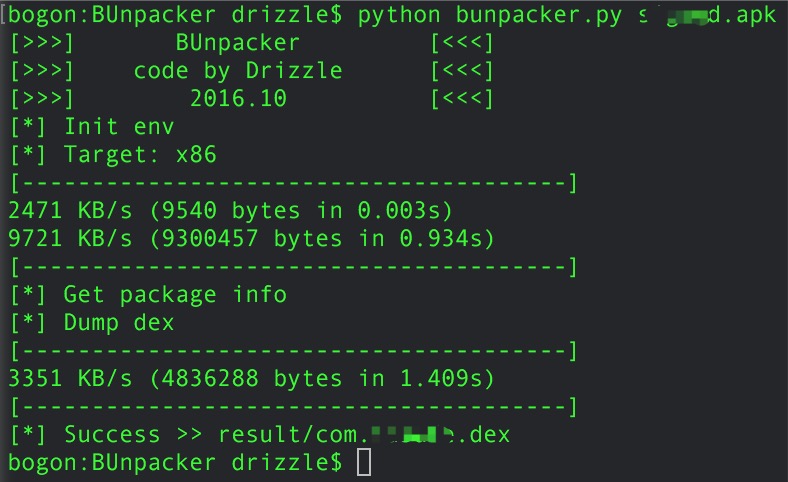 bogon:BUnpacker drizzle$ python bunpacker.py s d.apk
[>>>] BUnpacker [<<<]
[>>>] code by Drizzle [<<<]
[>>>] 2016.10 [<<<]
[*] Init env
[*] Target: x86
[---------------------------------------]
2471 KB/s (9540 bytes in 0.003s)
9721 KB/s (9300457 bytes in 0.934s)
[---------------------------------------]
[*] Get package info
[*] Dump dex
[---------------------------------------]
3351 KB/s (4836288 bytes in 1.409s)
[---------------------------------------]
[*] Success >> result/com. .dex
bogon:BUnpacker drizzle$